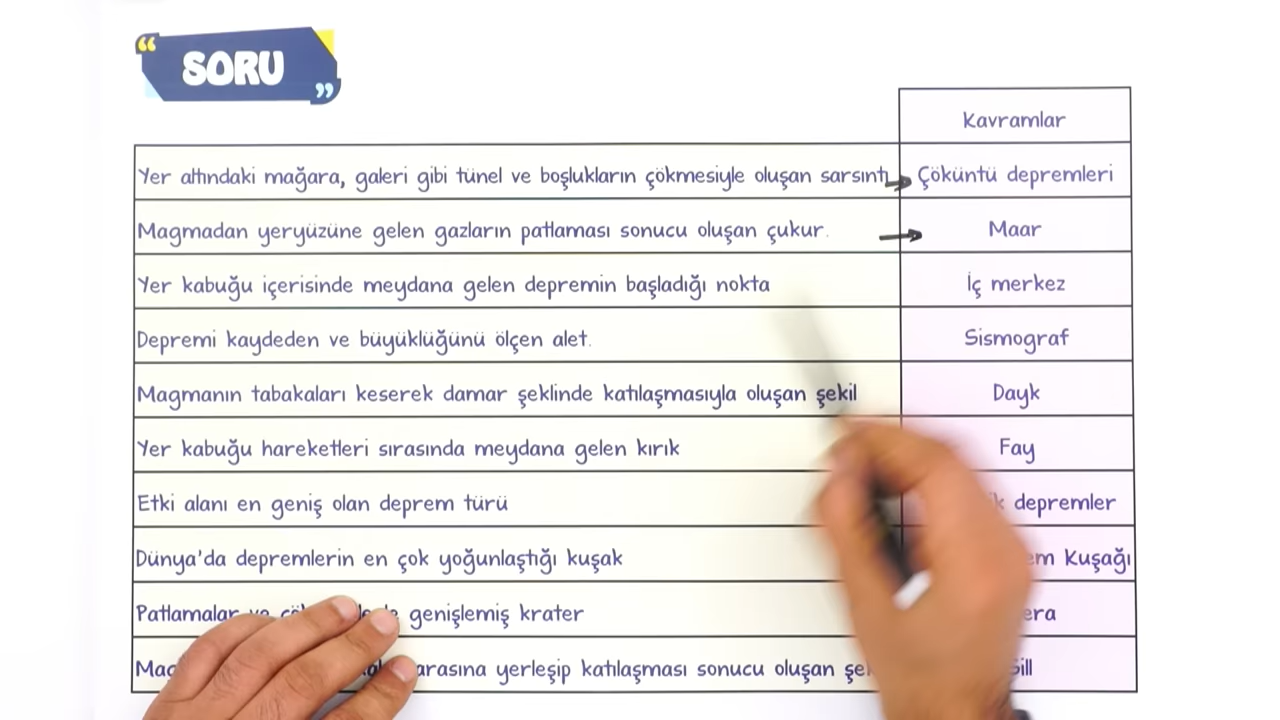 SORU
Kavramlar
Yer altındaki mağara, galeri gibi tünel ve boşlukların çökmesiyle oluşan sarsıntı Çöküntü depremleri
Magmadan yeryüzüne gelen gazların patlaması sonucu oluşan çukur. Maar
Yer kabuğu içerisinde meydana gelen depremin başladığı nokta İç merkez
Depremi kaydeden ve büyüklüğünü ölçen alet. Sismograf
Magmanın tabakaları keserek damar şeklinde katılaşmasıyla oluşan şekil Dayk
Yer kabuğu hareketleri sırasında meydana gelen kırık Fay
Etki alanı en geniş olan deprem türü depremler
Dünya'da depremlerin en çok yoğunlaştığı kuşak Kuşağı
Patlamalar ve genişlemiş krater
arasına yerleşip katılaşması sonucu oluşan Sill